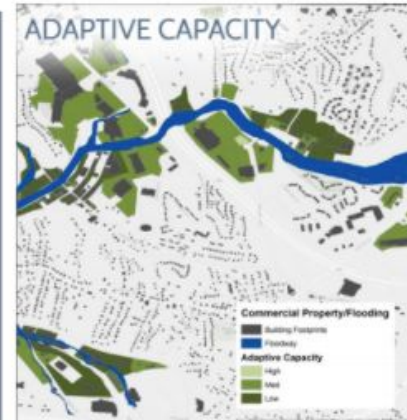 ADAPTIVE CAPACITY
Commercial Property/Flooding
Building Footprints
Floodway
Adaptive Capacity
High
Med
Low